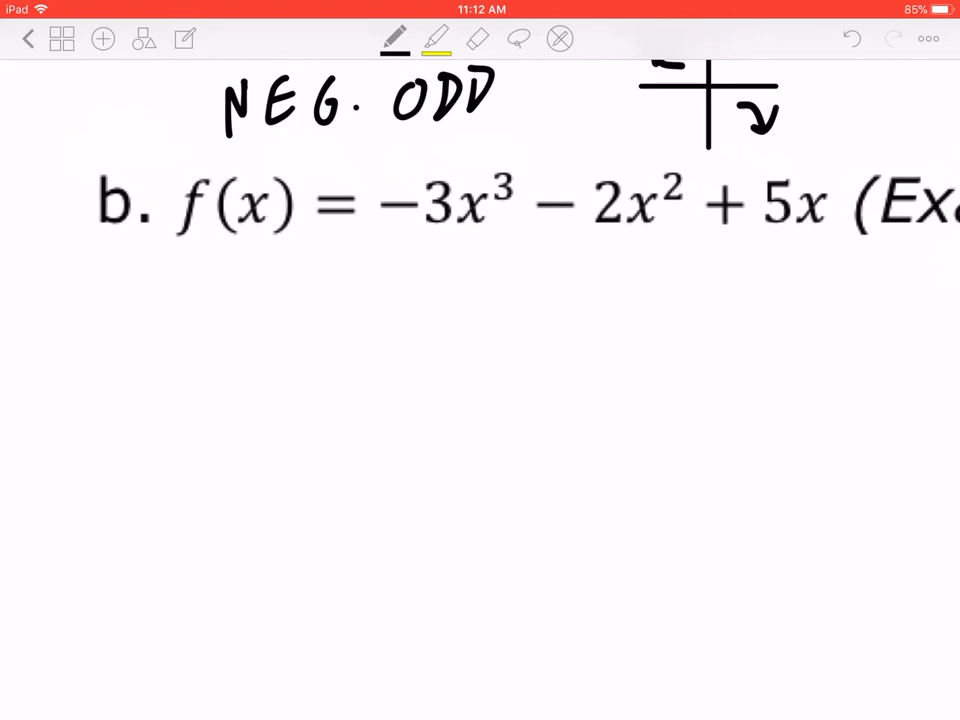 iPad 11:12 AM 85%
NEG. ODD
b. f(x) = −3x³ − 2x² + 5x (Ex